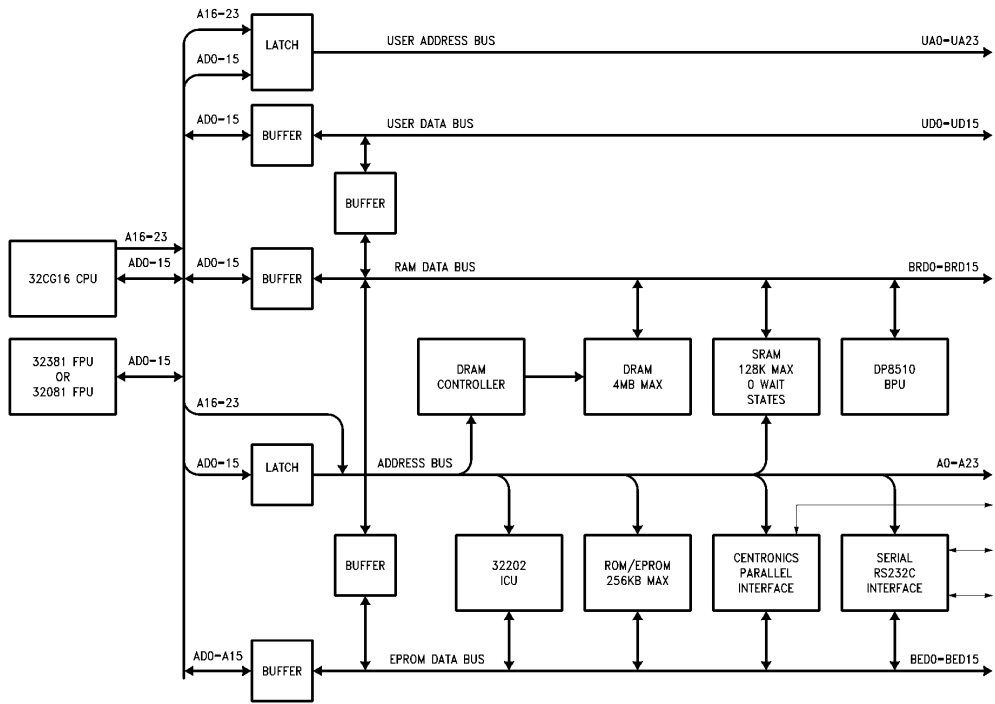 A16-23
LATCH
USER ADDRESS BUS
UA0-UA23
AD0-15
AD0-15
BUFFER
USER DATA BUS
UD0-UD15
BUFFER
A16-23
32CG16 CPU
AD0-15
AD0-15
BUFFER
RAM DATA BUS
BRD0-BRD15
32381 FPU
OR
32081 FPU
AD0-15
DRAM
CONTROLLER
DRAM
4MB MAX
SRAM
128K MAX
0 WAIT
STATES
DP8510
BPU
A16-23
AD0-15
LATCH
ADDRESS BUS
A0-A23
BUFFER
32202
ICU
ROM/EPROM
256KB MAX
CENTRONICS
PARALLEL
INTERFACE
SERIAL
RS232C
INTERFACE
AD0-A15
BUFFER
EPROM DATA BUS
BED0-BED15